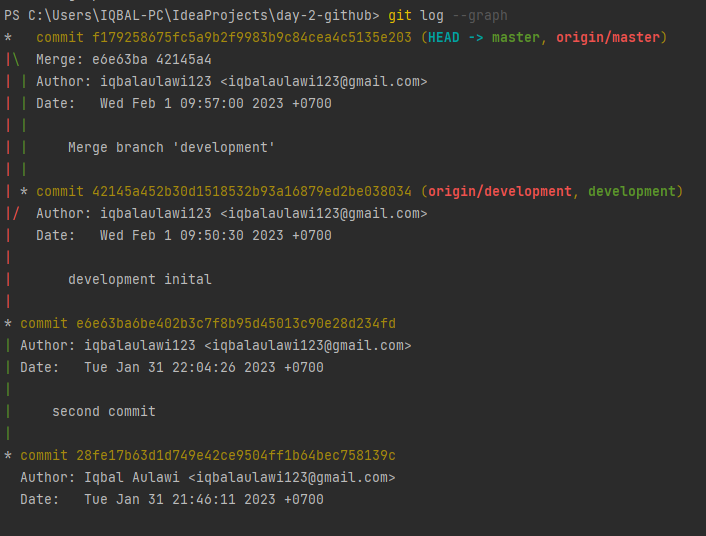 PS C:\Users\IQBAL-PC\IdeaProjects\day-2-github> git log --graph
*   commit f179258675fc5a9b2f9983b9c84cea4c5135e203 (HEAD -> master, origin/master)
|\  Merge: e6e63ba 42145a4
| | Author: iqbalaulawi123 <iqbalaulawi123@gmail.com>
| | Date:   Wed Feb 1 09:57:00 2023 +0700
| |
| |     Merge branch 'development'
| |
| * commit 42145a452b30d1518532b93a16879ed2be038034 (origin/development, development)
|/  Author: iqbalaulawi123 <iqbalaulawi123@gmail.com>
|   Date:   Wed Feb 1 09:50:30 2023 +0700
|
|       development inital
|
* commit e6e63ba6be402b3c7f8b95d45013c90e28d234fd
| Author: iqbalaulawi123 <iqbalaulawi123@gmail.com>
| Date:   Tue Jan 31 22:04:26 2023 +0700
|
|     second commit
|
* commit 28fe17b63d1d749e42ce9504ff1b64bec758139c
  Author: Iqbal Aulawi <iqbalaulawi123@gmail.com>
  Date:   Tue Jan 31 21:46:11 2023 +0700